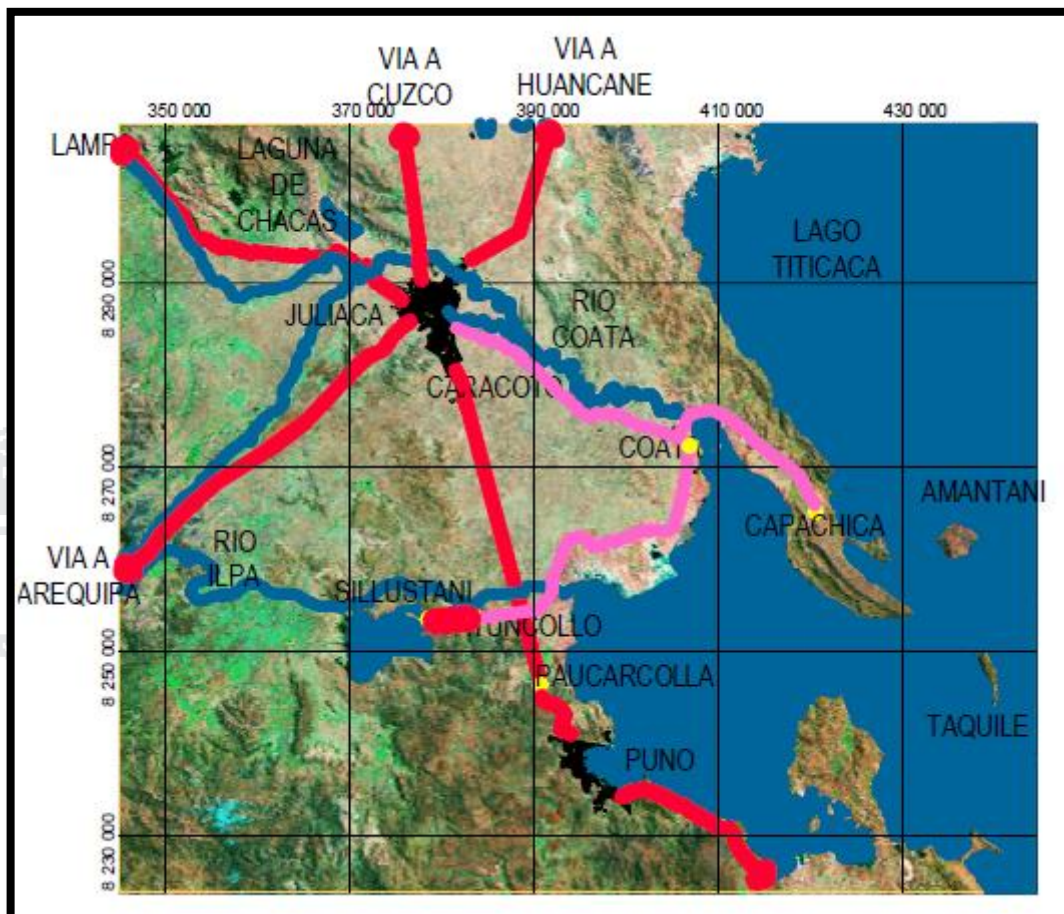 VIA A
CUZCO
VIA A
HUANCANE
350 000
370 000
390 000
410 000
430 000
LAMP
LAGUNA
DE
CHACAS
LAGO
TITICACA
8 290 000
JULIACA
RIO
COATA
CARACOTO
COATA
8 270 000
AMANTANI
CAPACHICA
VIA A
AREQUIPA
RIO
ILPA
SILLUSTANI
ATUNCOLLO
8 250 000
PAUCARCOLLA
TAQUILE
PUNO
8 230 000